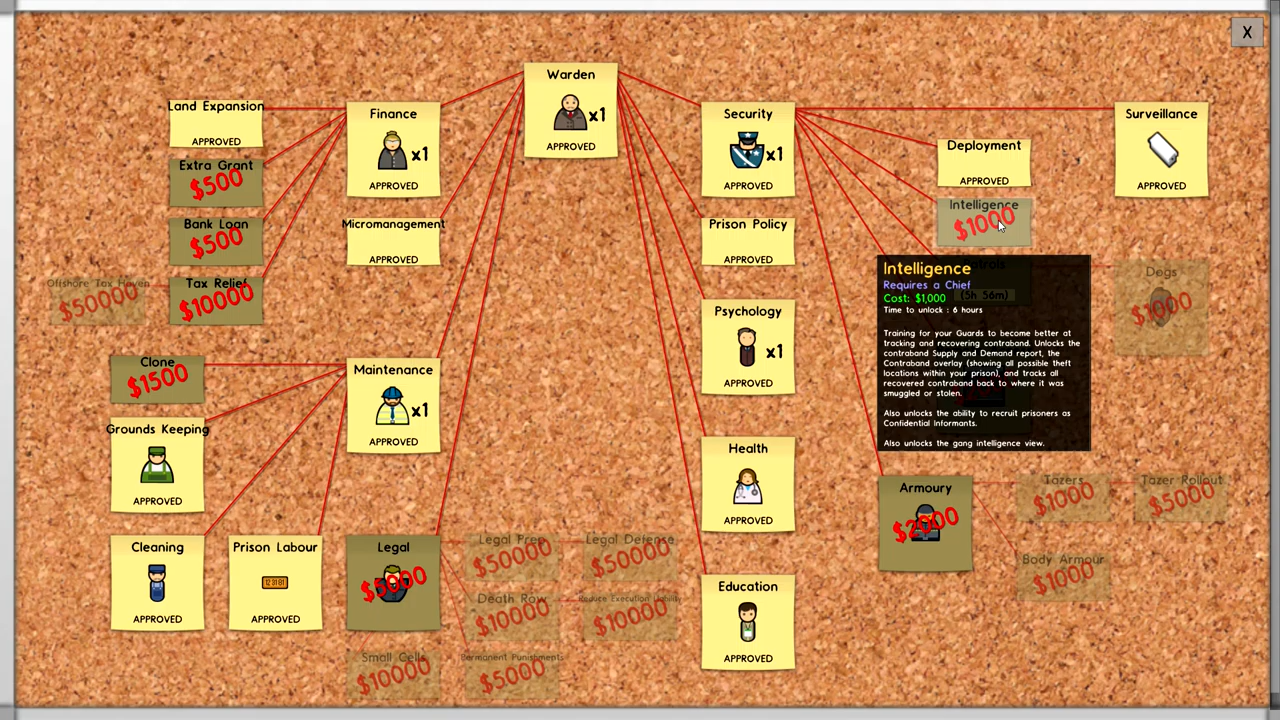 X
Warden
x1
APPROVED
Land Expansion
APPROVED
Finance
x1
APPROVED
Extra Grant
$500
Bank Loan
$500
Micromanagement
APPROVED
Offshore Tax Haven
$50000
Tax Relief
$10000
Clone
$1500
Maintenance
x1
APPROVED
Grounds Keeping
APPROVED
Cleaning
APPROVED
Prison Labour
APPROVED
Legal
$5000
Legal Prep
$50000
Legal Defense
$50000
Death Row
$10000
Reduce Execution Liability
$10000
Small Cells
$10000
Permanent Punishments
$5000
Security
x1
APPROVED
Prison Policy
APPROVED
Psychology
x1
APPROVED
Health
APPROVED
Education
APPROVED
Deployment
APPROVED
Surveillance
APPROVED
Intelligence
$1000
Intelligence
Requires a Chief
Cost: $1,000
(5h 56m)
Time to unlock : 6 hours
Training for your Guards to become better at
tracking and recovering contraband. Unlocks the
contraband Supply and Demand report, the
Contraband overlay (showing all possible theft
locations within your prison), and tracks all
recovered contraband back to where it was
smuggled or stolen.
Also unlocks the ability to recruit prisoners as
Confidential Informants.
Also unlocks the gang intelligence view.
Dogs
$1000
Armoury
$2000
Tazers
$1000
Tazer Rollout
$5000
Body Armour
$1000